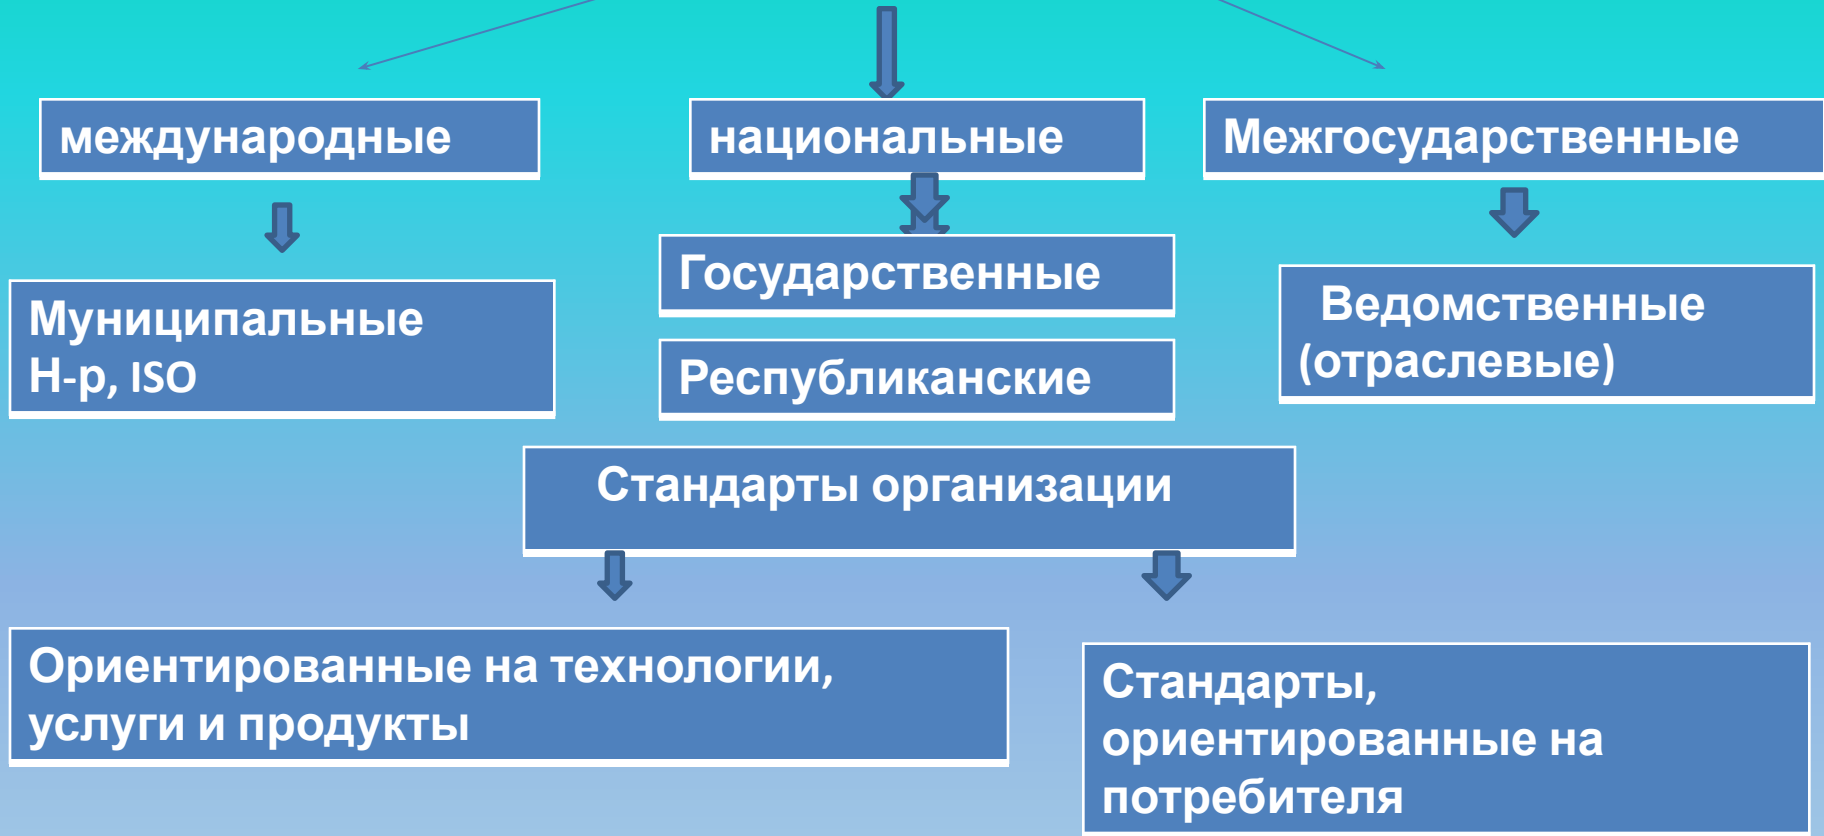 международные
национальные
Межгосударственные
Муниципальные
Н-р, ISO
Государственные
Республиканские
Ведомственные
(отраслевые)
Стандарты организации
Ориентированные на технологии,
услуги и продукты
Стандарты,
ориентированные на
потребителя